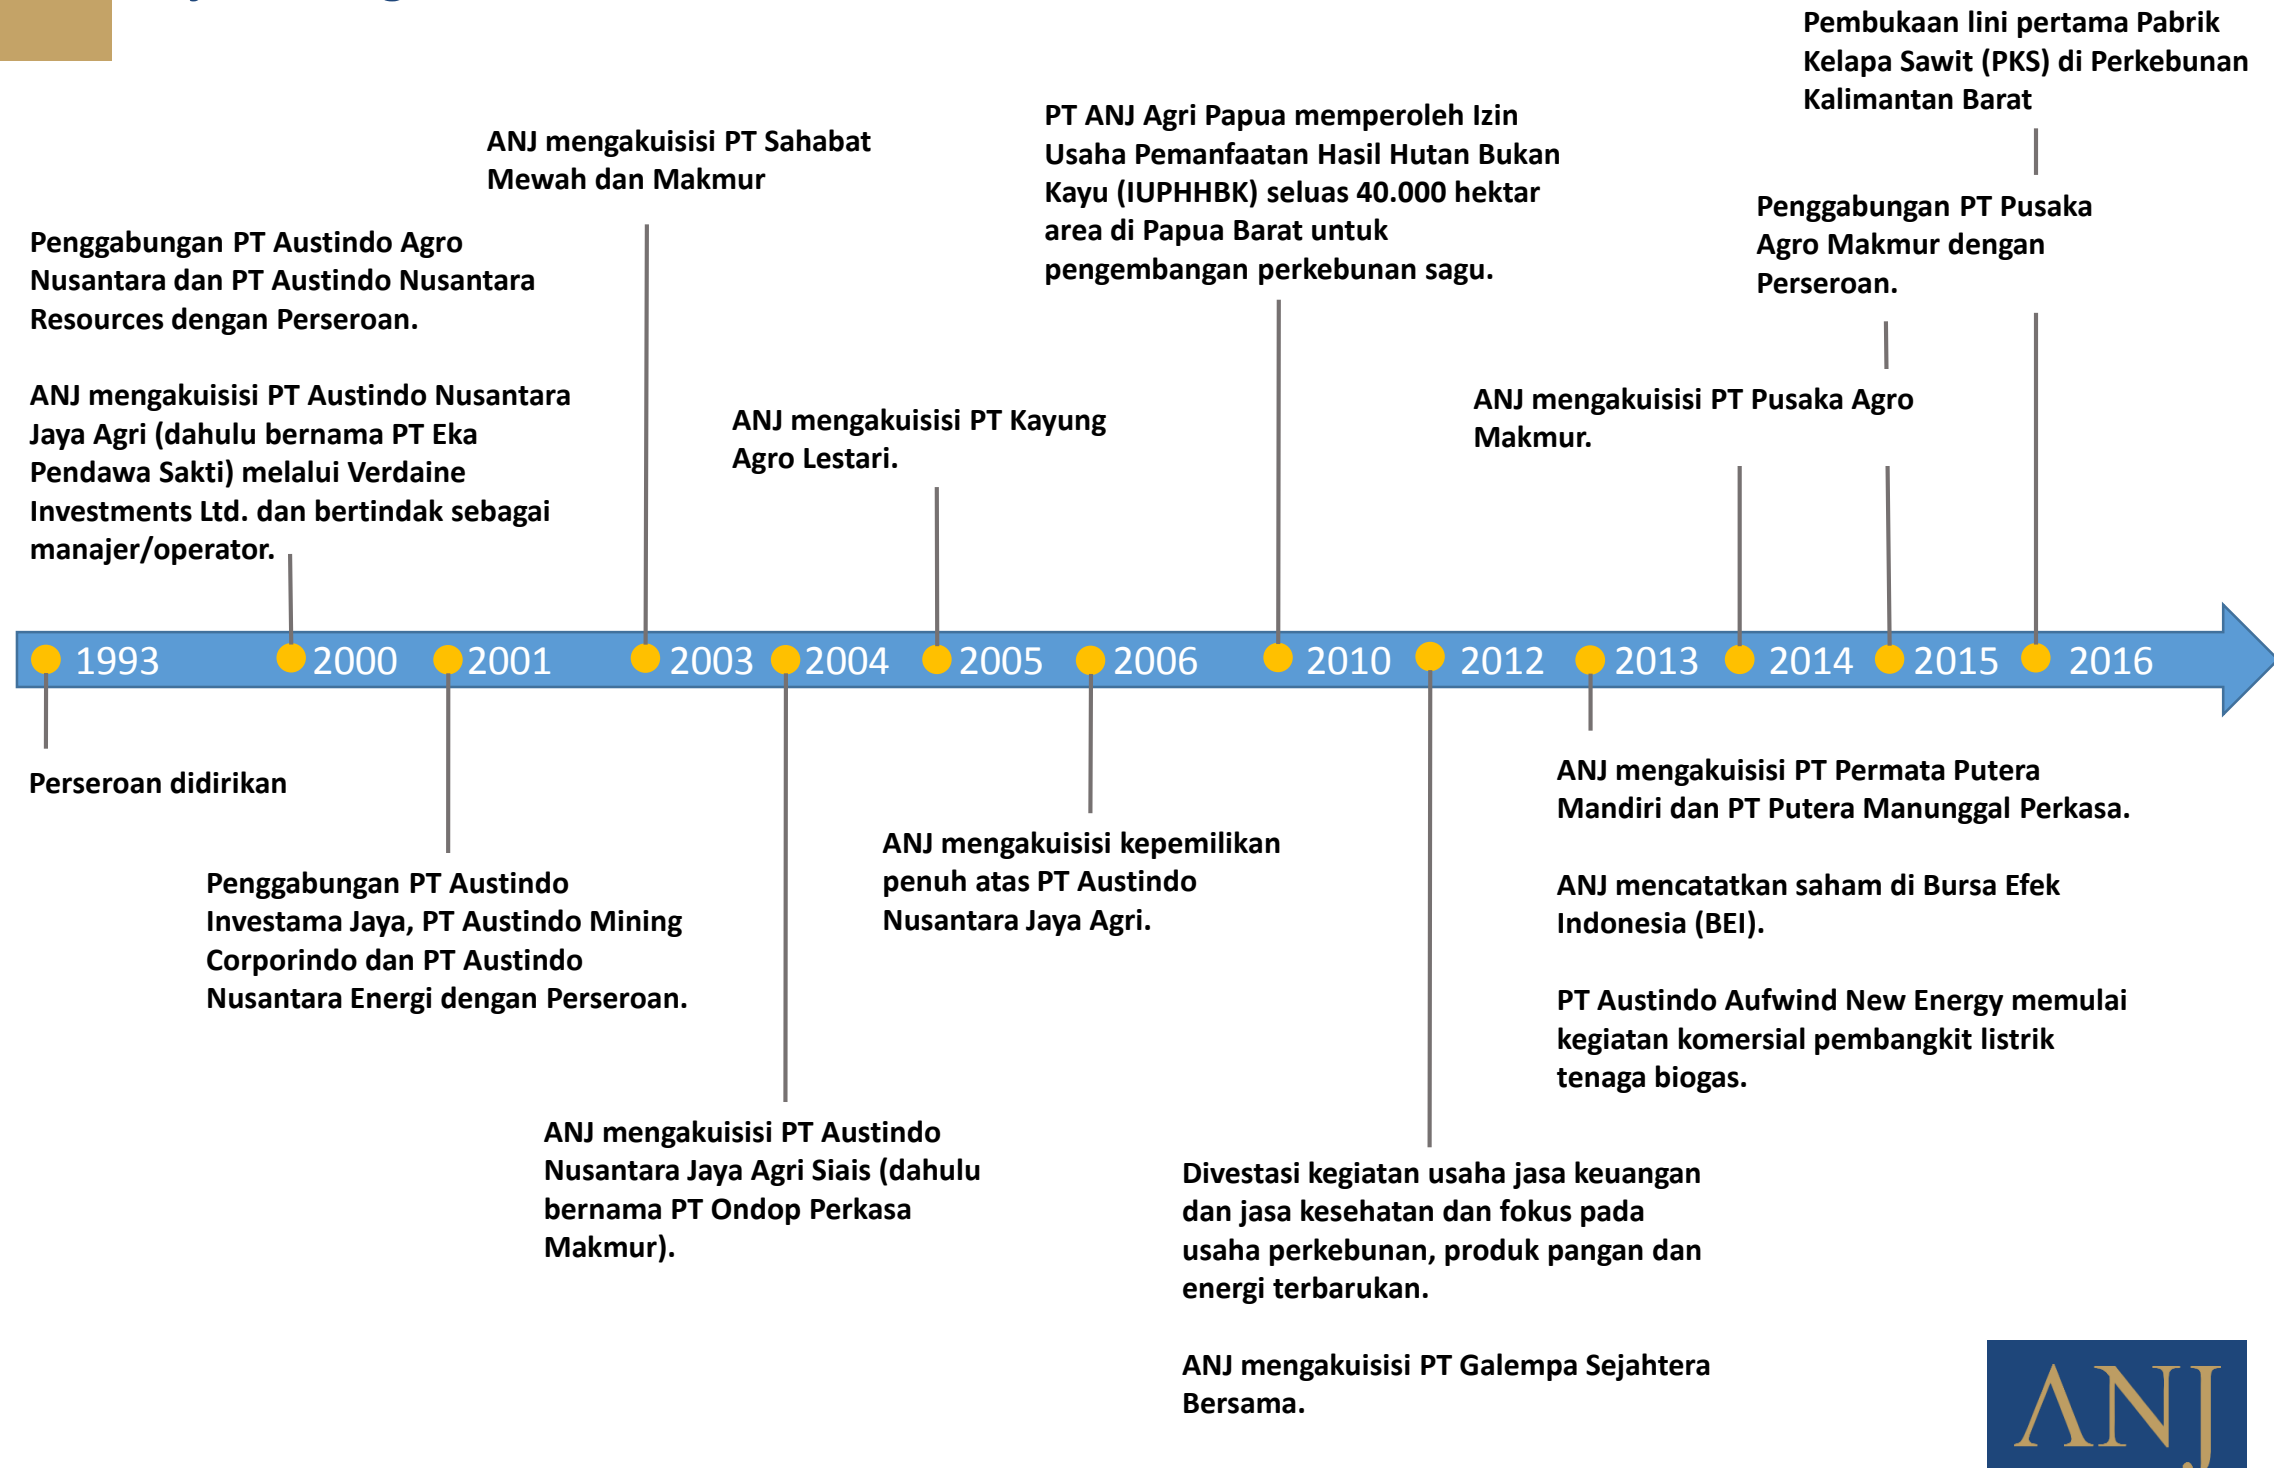 Pembukaan lini pertama Pabrik
Kelapa Sawit (PKS) di Perkebunan
Kalimantan Barat
PT ANJ Agri Papua memperoleh Izin
Usaha Pemanfaatan Hasil Hutan Bukan
Kayu (IUPHHBK) seluas 40.000 hektar
area di Papua Barat untuk
pengembangan perkebunan sagu.
ANJ mengakuisisi PT Sahabat
Mewah dan Makmur
Penggabungan PT Pusaka
Agro Makmur dengan
Perseroan.
Penggabungan PT Austindo Agro
Nusantara dan PT Austindo Nusantara
Resources dengan Perseroan.
ANJ mengakuisisi PT Austindo Nusantara
Jaya Agri (dahulu bernama PT Eka
Pendawa Sakti) melalui Verdaine
Investments Ltd. dan bertindak sebagai
manajer/operator.
ANJ mengakuisisi PT Kayung
Agro Lestari.
ANJ mengakuisisi PT Pusaka Agro
Makmur.
1993 2000 2001 2003 2004 2005 2006 2010 2012 2013 2014 2015 2016
Perseroan didirikan
Penggabungan PT Austindo
Investama Jaya, PT Austindo Mining
Corporindo dan PT Austindo
Nusantara Energi dengan Perseroan.
ANJ mengakuisisi PT Austindo
Nusantara Jaya Agri Siais (dahulu
bernama PT Ondop Perkasa
Makmur).
ANJ mengakuisisi kepemilikan
penuh atas PT Austindo
Nusantara Jaya Agri.
Divestasi kegiatan usaha jasa keuangan
dan jasa kesehatan dan fokus pada
usaha perkebunan, produk pangan dan
energi terbarukan.
ANJ mengakuisisi PT Galempa Sejahtera
Bersama.
ANJ mengakuisisi PT Permata Putera
Mandiri dan PT Putera Manunggal Perkasa.
ANJ mencatatkan saham di Bursa Efek
Indonesia (BEI).
PT Austindo Aufwind New Energy memulai
kegiatan komersial pembangkit listrik
tenaga biogas.
ANJ